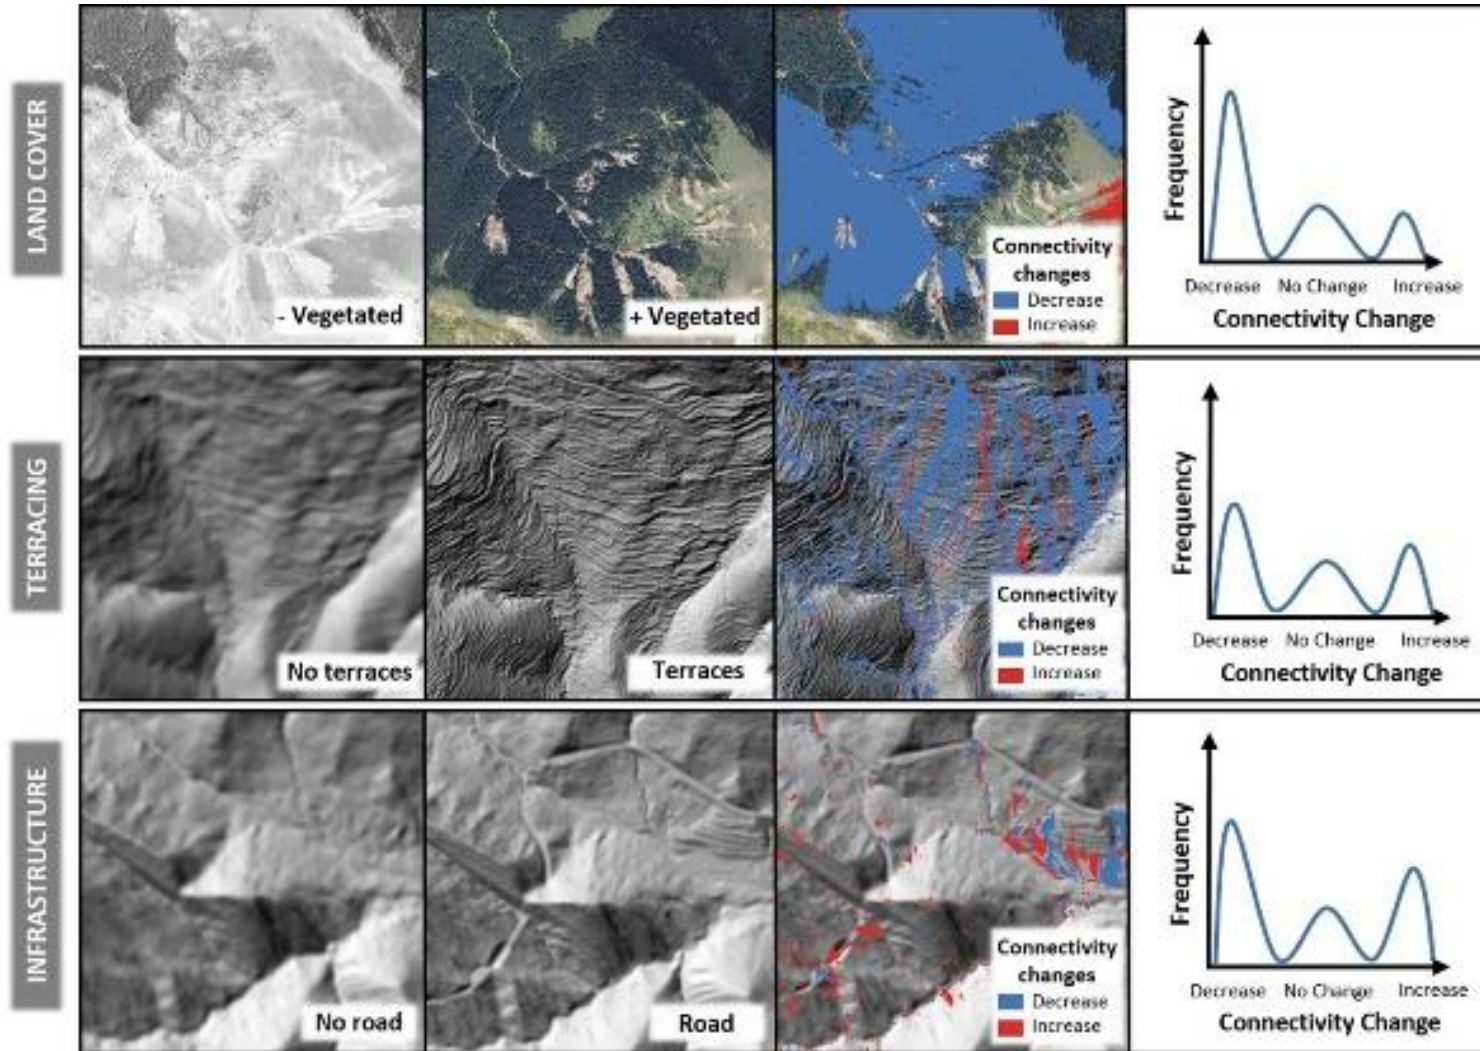 LAND COVER
- Vegetated
+ Vegetated
Connectivity
changes
Decrease
Increase
Frequency
Decrease No Change Increase
Connectivity Change
TERRACING
No terraces
Terraces
Connectivity
changes
Decrease
Increase
Frequency
Decrease No Change Increase
Connectivity Change
INFRASTRUCTURE
No road
Road
Connectivity
changes
Decrease
Increase
Frequency
Decrease No Change Increase
Connectivity Change